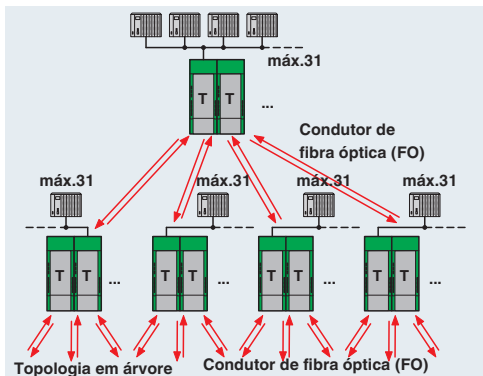 máx.31
T T ...
Condutor de
fibra óptica (FO)
máx.31 máx.31 máx.31 máx.31
T T ... T T ... T T ... T T ...
Topologia em árvore Condutor de fibra óptica (FO)